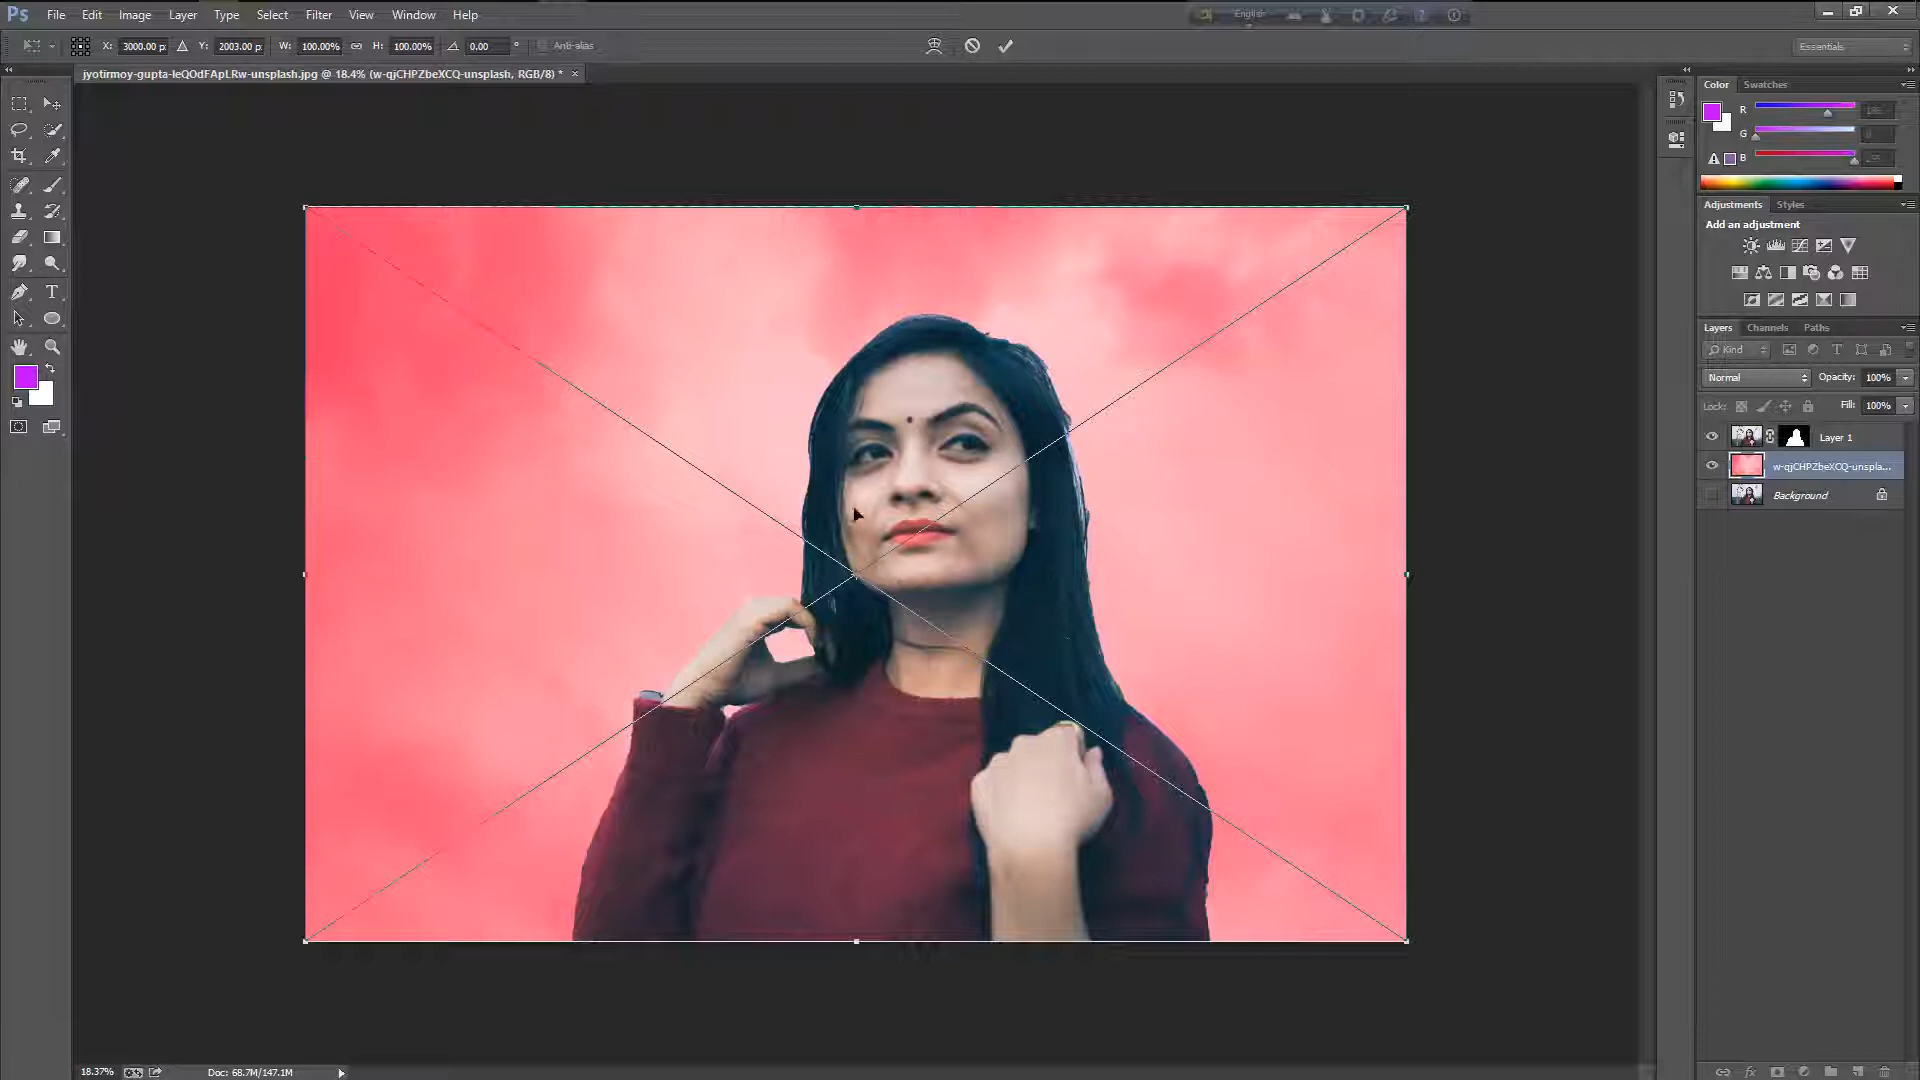 Ps File Edit Image Layer Type Select Filter View Window Help
English
X: 3000.00 p: Y: 2003.00 p: W: 100.00% H: 100.00% 0.00 ° Anti-alias Essentials
jyotirmoy-gupta-IeQOdFApLRw-unsplash.jpg @ 18.4% (w-qjCHPZbeXCQ-unsplash, RGB/8) * ×
Color Swatches
R
G
B
Adjustments Styles
Add an adjustment
Layers Channels Paths
Kind
Normal Opacity: 100%
Lock: Fill: 100%
Layer 1
w-qjCHPZbeXCQ-unspla...
Background
18.37% Doc: 68.7M/147.1M